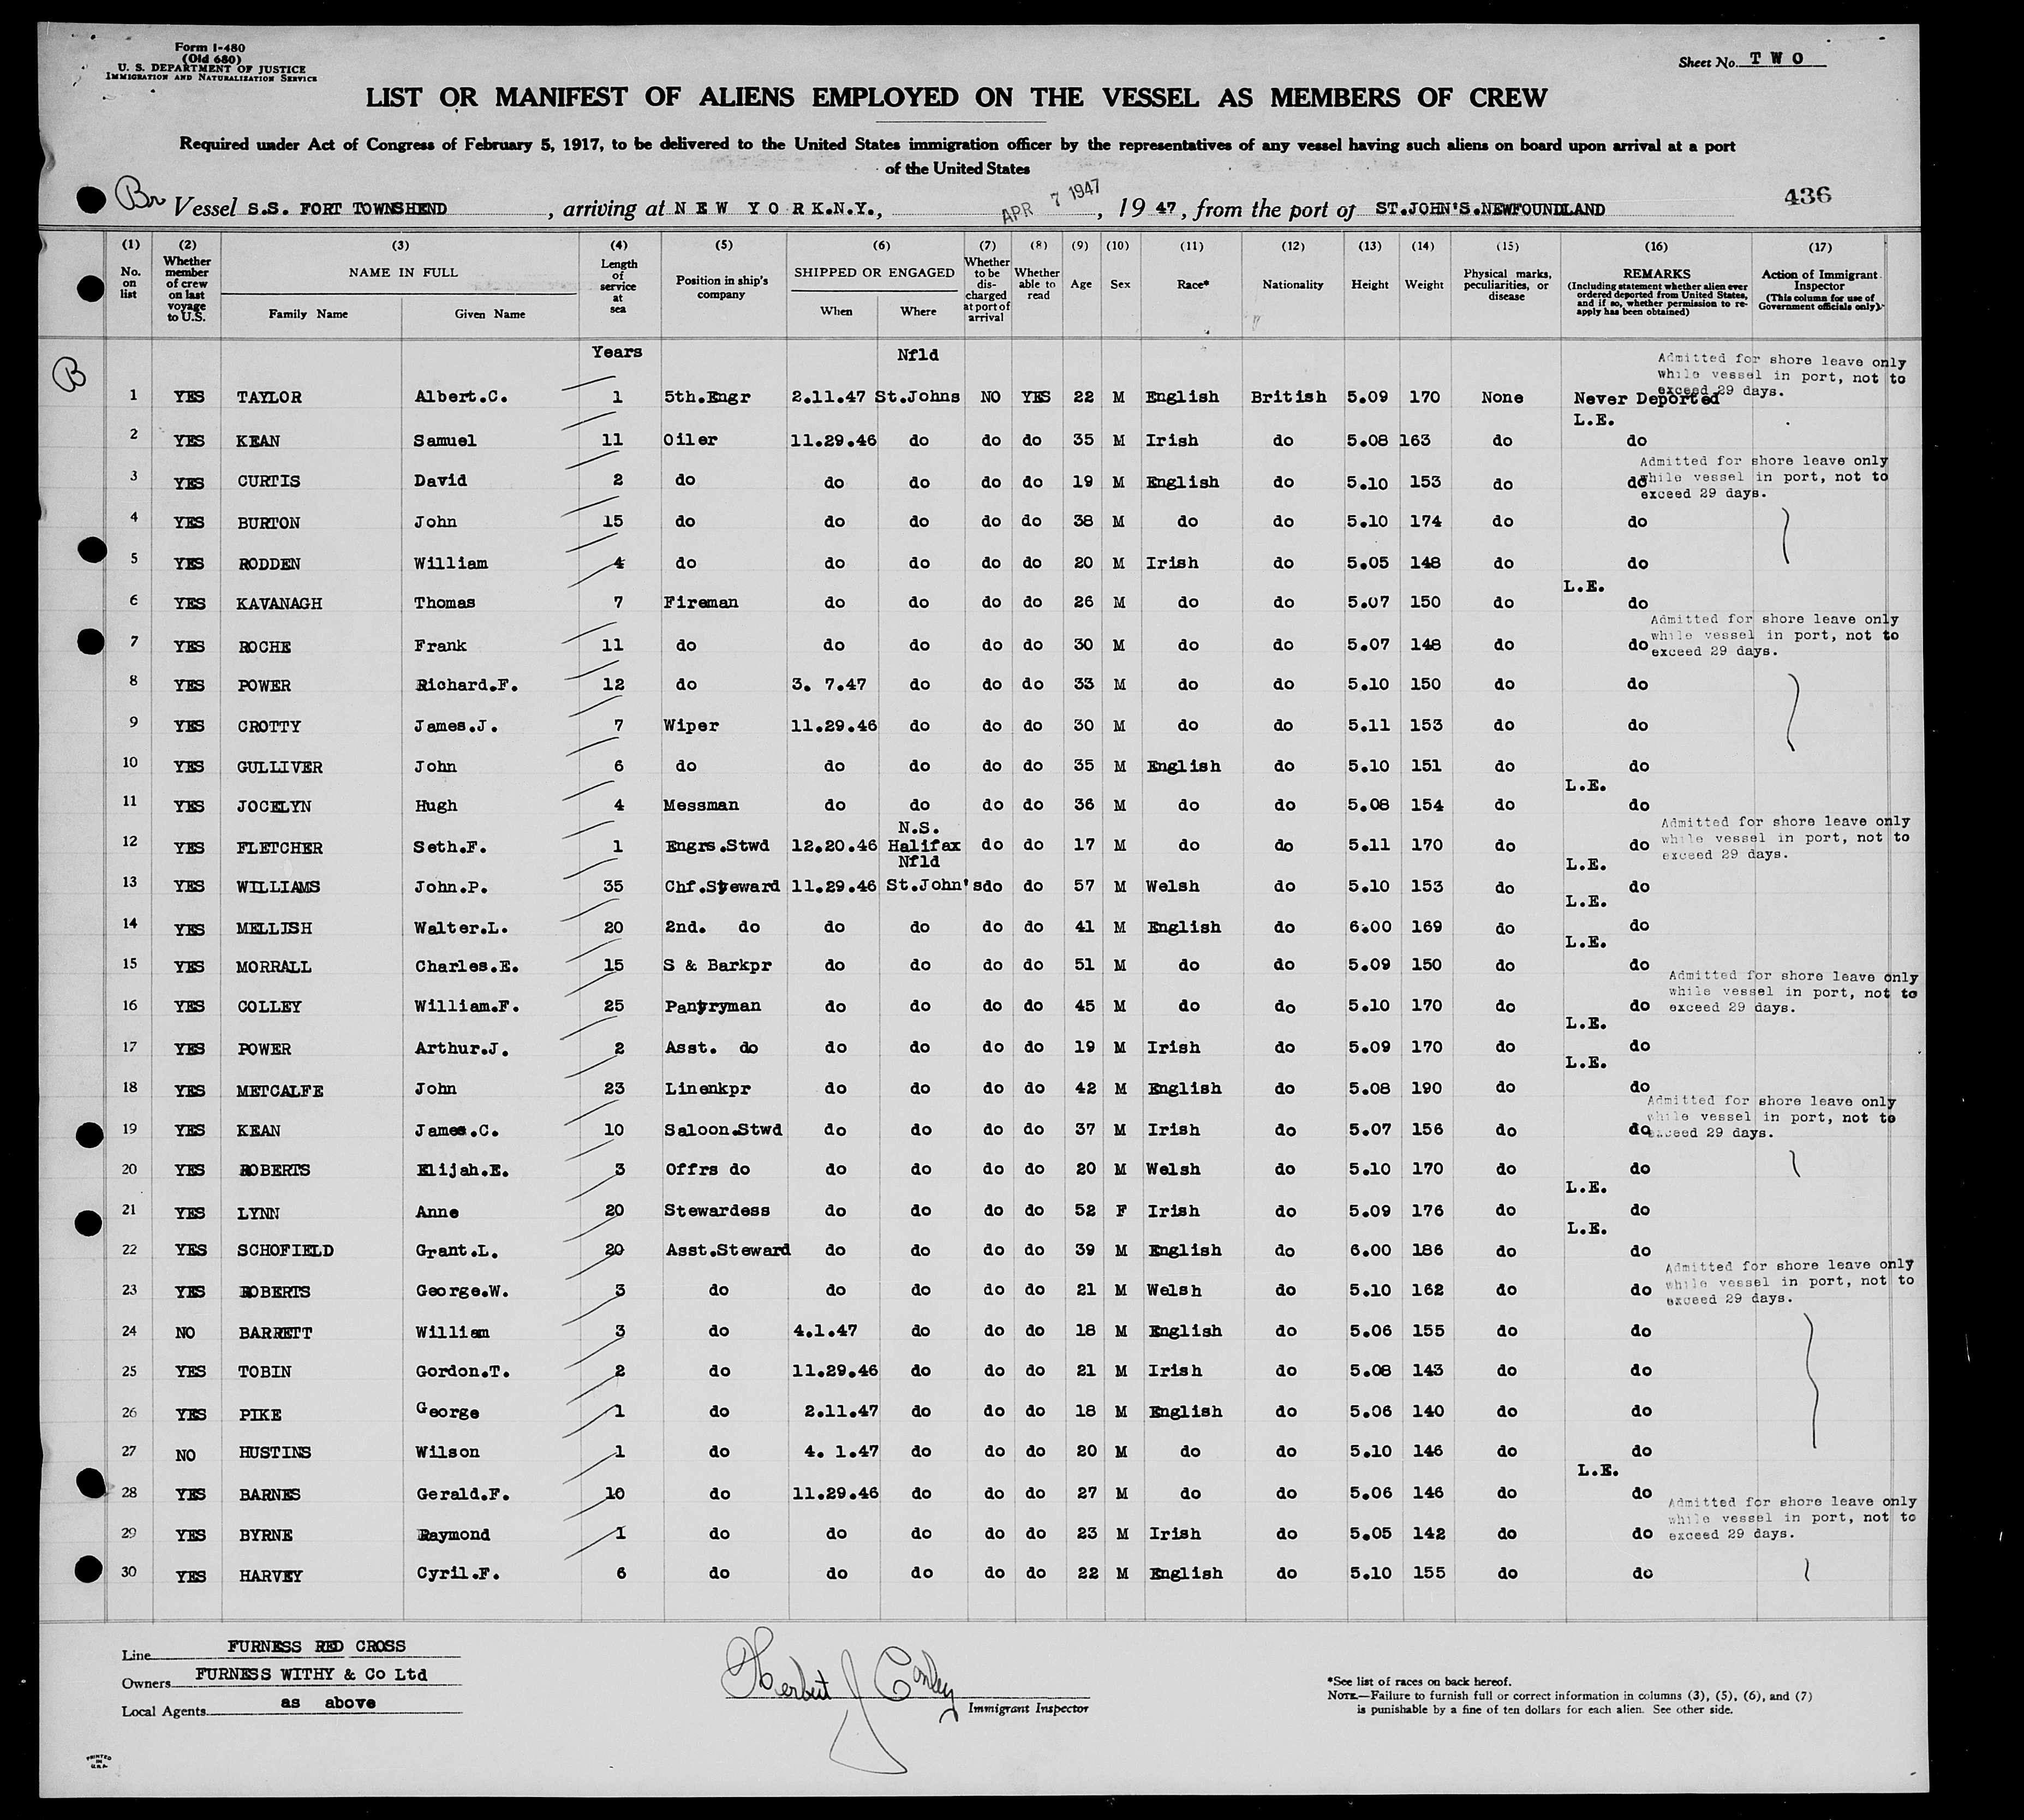 Form I-480
(Old 680)
U. S. DEPARTMENT OF JUSTICE
IMMIGRATION AND NATURALIZATION SERVICE
Sheet No. T W O
LIST OR MANIFEST OF ALIENS EMPLOYED ON THE VESSEL AS MEMBERS OF CREW
Required under Act of Congress of February 5, 1917, to be delivered to the United States immigration officer by the representatives of any vessel having such aliens on board upon arrival at a port
of the United States
Br Vessel S.S. FORT TOWNSHEND, arriving at N E W Y O R K.N.Y., APR 7 1947, 19 47, from the port of ST.JOHN'S.NEWFOUNDLAND 436
(1) (2) (3) (4) (5) (6) (7) (8) (9) (10) (11) (12) (13) (14) (15) (16) (17)
No. on list
Whether member of crew on last voyage to U.S.
NAME IN FULL
Family Name Given Name
Length of service at sea
Position in ship's company
SHIPPED OR ENGAGED
When Where
Whether to be discharged at port of arrival
Whether able to read
Age Sex Race* Nationality Height Weight
Physical marks, peculiarities, or disease
REMARKS
(Including statement whether alien ever ordered deported from United States, and if so, whether permission to reapply has been obtained)
Action of Immigrant Inspector
(This column for use of Government officials only)
B
Years Nfld
Admitted for shore leave only
while vessel in port, not to
exceed 29 days.
1 YES TAYLOR Albert.C. 1 5th.Engr 2.11.47 St.Johns NO YES 22 M English British 5.09 170 None Never Deported
L.E.
2 YES KEAN Samuel 11 Oiler 11.29.46 do do do 35 M Irish do 5.08 163 do do
Admitted for shore leave only
while vessel in port, not to
exceed 29 days.
3 YES CURTIS David 2 do do do do do 19 M English do 5.10 153 do do
4 YES BURTON John 15 do do do do do 38 M do do 5.10 174 do do
5 YES RODDEN William 4 do do do do do 20 M Irish do 5.05 148 do do
L.E.
6 YES KAVANAGH Thomas 7 Fireman do do do do 26 M do do 5.07 150 do do
Admitted for shore leave only
while vessel in port, not to
exceed 29 days.
7 YES ROCHE Frank 11 do do do do do 30 M do do 5.07 148 do do
8 YES POWER Richard.F. 12 do 3. 7.47 do do do 33 M do do 5.10 150 do do
9 YES CROTTY James.J. 7 Wiper 11.29.46 do do do 30 M do do 5.11 153 do do
10 YES GULLIVER John 6 do do do do do 35 M English do 5.10 151 do do
L.E.
11 YES JOCELYN Hugh 4 Messman do do do do 36 M do do 5.08 154 do do
N.S.
Admitted for shore leave only
while vessel in port, not to
exceed 29 days.
12 YES FLETCHER Seth.F. 1 Engrs.Stwd 12.20.46 Halifax do do 17 M do do 5.11 170 do do
Nfld L.E.
13 YES WILLIAMS John.P. 35 Chf.Steward 11.29.46 St.John's do do 57 M Welsh do 5.10 153 do do
L.E.
14 YES MELLISH Walter.L. 20 2nd. do do do do do 41 M English do 6.00 169 do do
L.E.
15 YES MORRALL Charles.E. 15 S & Barkpr do do do do 51 M do do 5.09 150 do do
Admitted for shore leave only
while vessel in port, not to
exceed 29 days.
16 YES COLLEY William.F. 25 Pantryman do do do do 45 M do do 5.10 170 do do
L.E.
17 YES POWER Arthur.J. 2 Asst. do do do do do 19 M Irish do 5.09 170 do do
L.E.
18 YES METCALFE John 23 Linenkpr do do do do 42 M English do 5.08 190 do do
Admitted for shore leave only
while vessel in port, not to
exceed 29 days.
19 YES KEAN James.C. 10 Saloon.Stwd do do do do 37 M Irish do 5.07 156 do do
20 YES ROBERTS Elijah.E. 3 Offrs do do do do do 20 M Welsh do 5.10 170 do do
L.E.
21 YES LYNN Anne 20 Stewardess do do do do 52 F Irish do 5.09 176 do do
L.E.
22 YES SCHOFIELD Grant.L. 20 Asst.Steward do do do do 39 M English do 6.00 186 do do
Admitted for shore leave only
while vessel in port, not to
exceed 29 days.
23 YES ROBERTS George.W. 3 do do do do do 21 M Welsh do 5.10 162 do do
24 NO BARRETT William 3 do 4.1.47 do do do 18 M English do 5.06 155 do do
25 YES TOBIN Gordon.T. 2 do 11.29.46 do do do 21 M Irish do 5.08 143 do do
26 YES PIKE George 1 do 2.11.47 do do do 18 M English do 5.06 140 do do
27 NO HUSTINS Wilson 1 do 4. 1.47 do do do 20 M do do 5.10 146 do do
L.E.
28 YES BARNES Gerald.F. 10 do 11.29.46 do do do 27 M do do 5.06 146 do do
Admitted for shore leave only
while vessel in port, not to
exceed 29 days.
29 YES BYRNE Raymond 1 do do do do do 23 M Irish do 5.05 142 do do
30 YES HARVEY Cyril.F. 6 do do do do do 22 M English do 5.10 155 do do
Line FURNESS RED CROSS
Owners FURNESS WITHY & Co Ltd
Local Agents as above
Herbert J Conley
Immigrant Inspector
*See list of races on back hereof.
NOTE.—Failure to furnish full or correct information in columns (3), (5), (6), and (7)
is punishable by a fine of ten dollars for each alien. See other side.
PRINTED
IN
U.S.A.